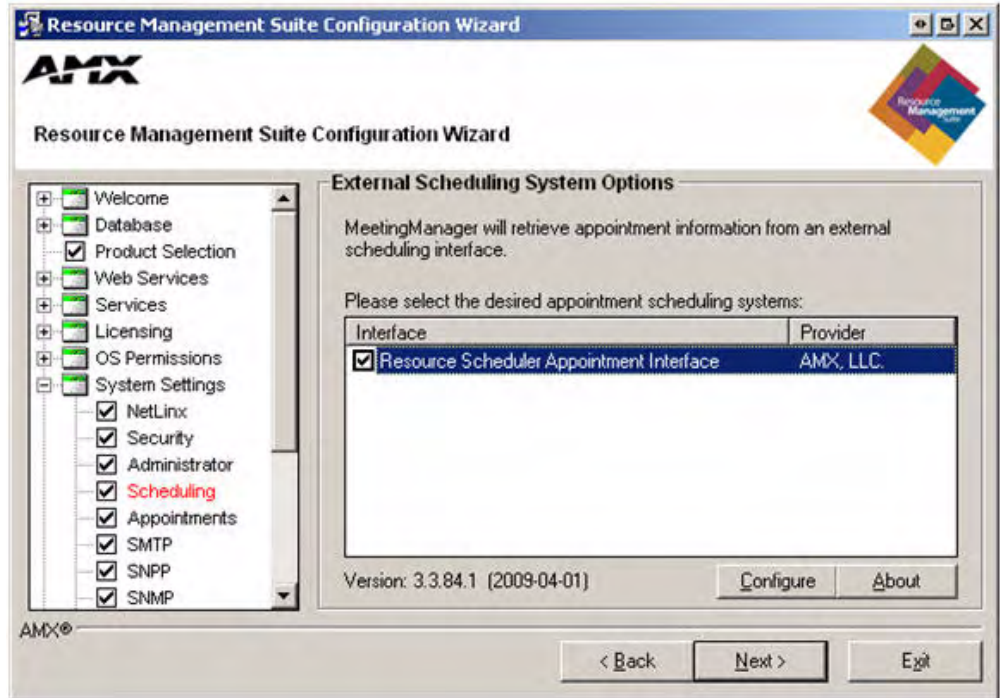 Resource Management Suite Configuration Wizard
AMX
Resource
Management
Suite
Resource Management Suite Configuration Wizard
Welcome
Database
Product Selection
Web Services
Services
Licensing
OS Permissions
System Settings
NetLinx
Security
Administrator
Scheduling
Appointments
SMTP
SNPP
SNMP
External Scheduling System Options
MeetingManager will retrieve appointment information from an external
scheduling interface.
Please select the desired appointment scheduling systems:
Interface Provider
Resource Scheduler Appointment Interface AMX, LLC.
Version: 3.3.84.1 (2009-04-01)
Configure About
AMX®
< Back Next > Exit